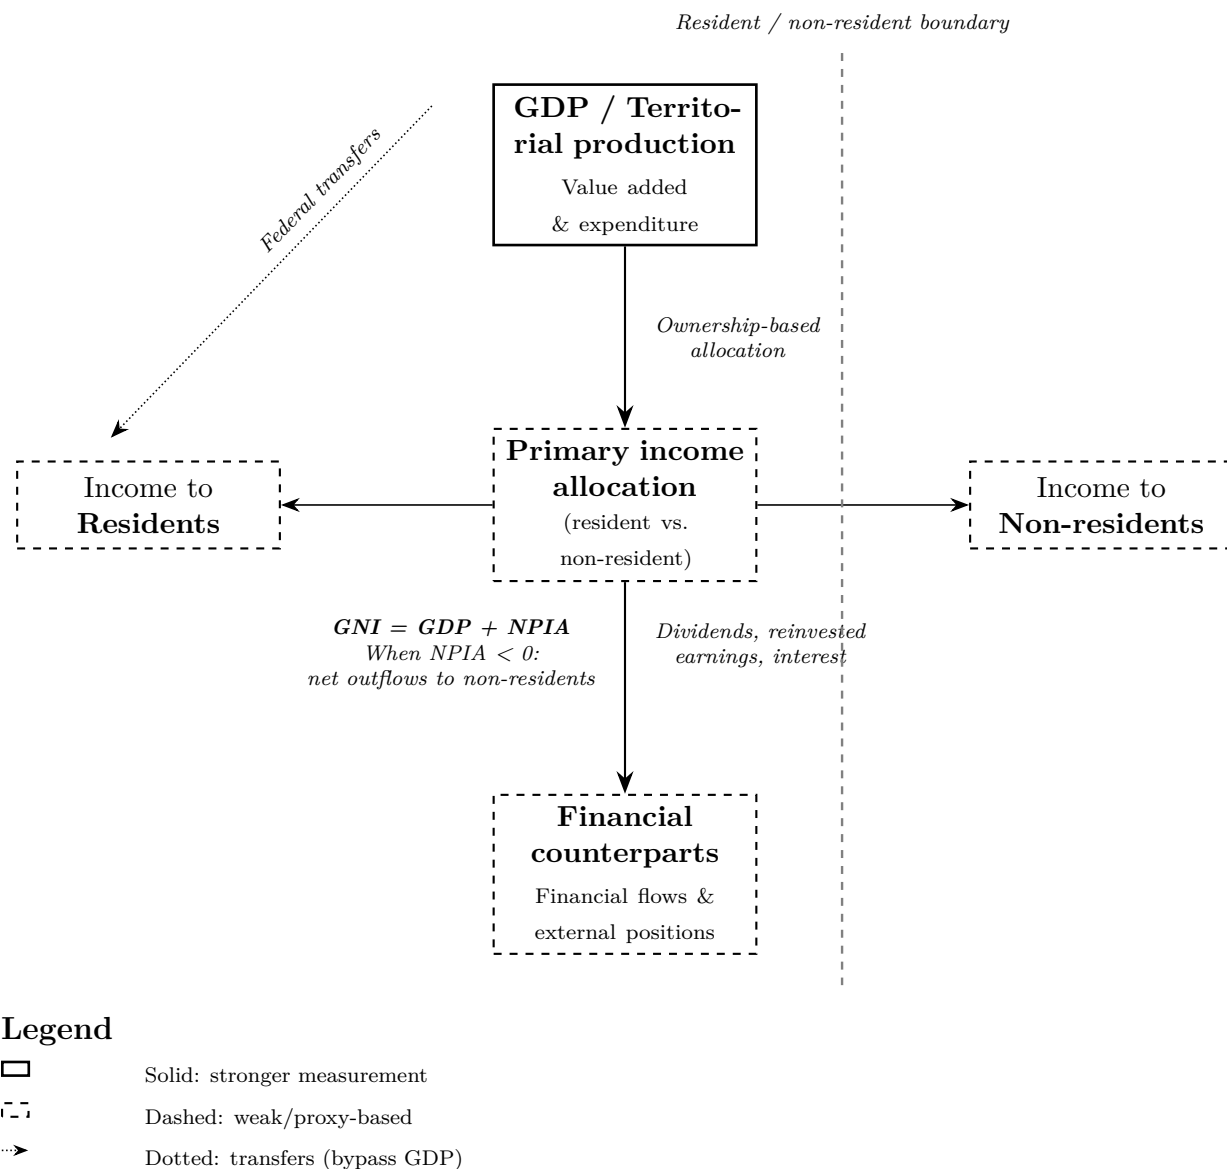 Resident / non-resident boundary
GDP / Territo-
rial production
Value added
& expenditure
Federal transfers
Ownership-based
allocation
Primary income
allocation
(resident vs.
non-resident)
Income to
Residents
Income to
Non-residents
GNI = GDP + NPIA
When NPIA < 0:
net outflows to non-residents
Dividends, reinvested
earnings, interest
Financial
counterparts
Financial flows &
external positions
Legend
Solid: stronger measurement
Dashed: weak/proxy-based
Dotted: transfers (bypass GDP)